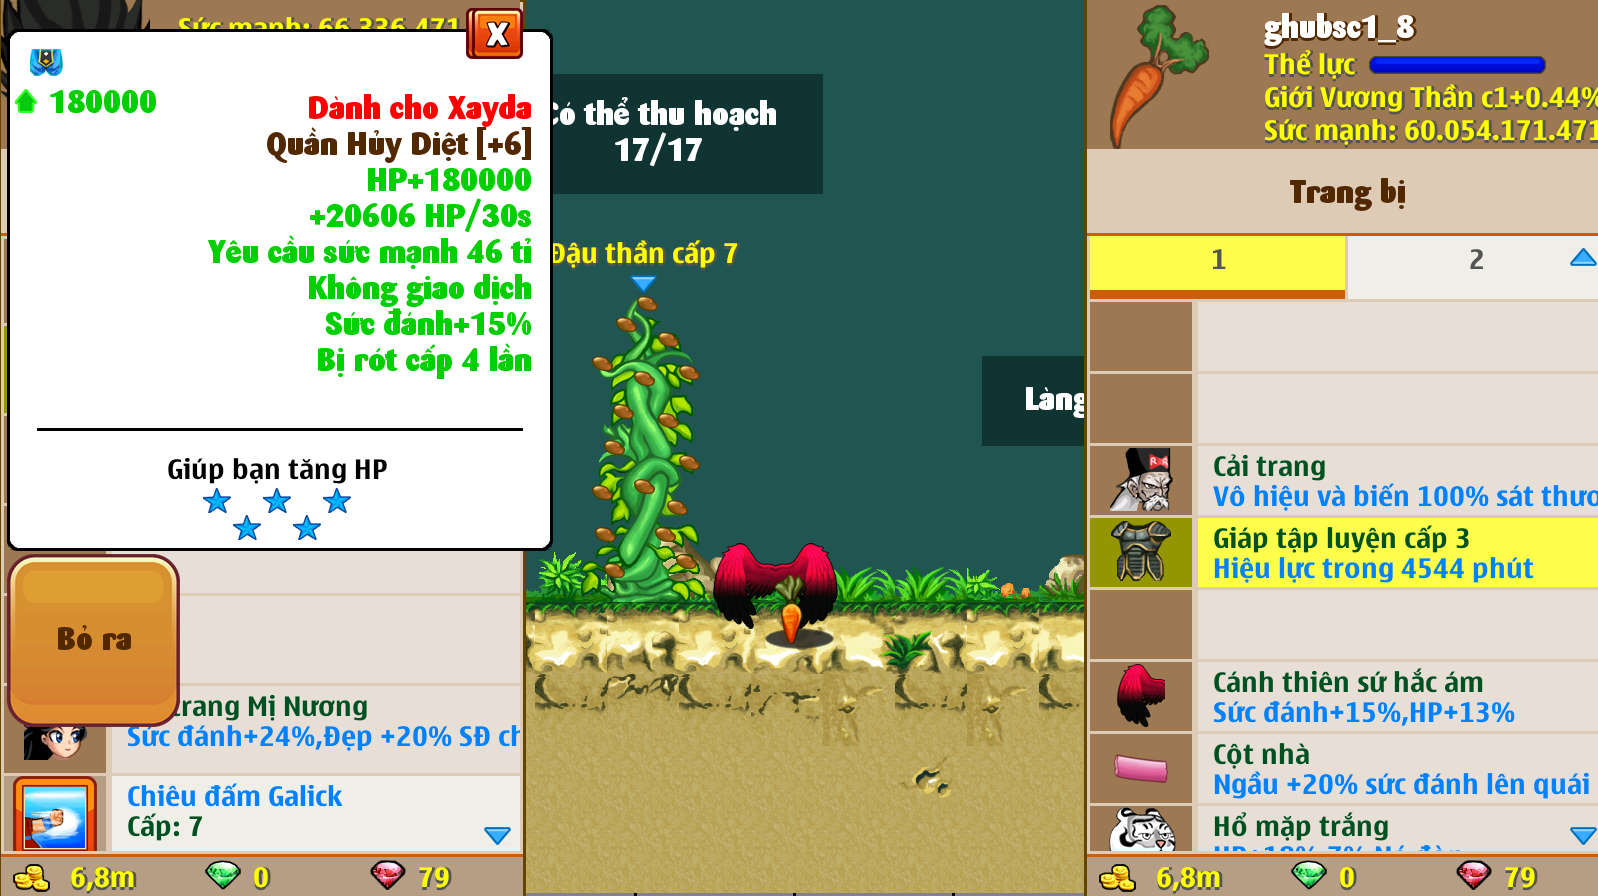 Sức mạnh: 66.336.471
X
180000
Dành cho Xayda
Quần Hủy Diệt [+6]
HP+180000
+20606 HP/30s
Yêu cầu sức mạnh 46 tỉ
Không giao dịch
Sức đánh+15%
Bị rót cấp 4 lần
Giúp bạn tăng HP
Bỏ ra
trang Mị Nương
Sức đánh+24%,Đẹp +20% SĐ ch
Chiêu đấm Galick
Cấp: 7
6,8m
0
79
Có thể thu hoạch
17/17
Đậu thần cấp 7
Làng
ghubsc1_8
Thể lực
Giới Vương Thần c1+0.44%
Sức mạnh: 60.054.171.471
Trang bị
1
2
Cải trang
Vô hiệu và biến 100% sát thươ
Giáp tập luyện cấp 3
Hiệu lực trong 4544 phút
Cánh thiên sứ hắc ám
Sức đánh+15%,HP+13%
Cột nhà
Ngầu +20% sức đánh lên quái
Hổ mập trắng
6,8m
0
79